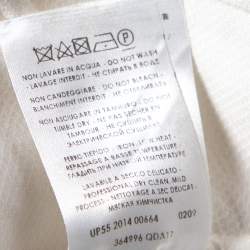 NON LAVARE IN ACQUA - DO NOT WASH
LAVAGE INTERDIT - НЕ СТИРАТЬ В ВОДЕ
NON CANDEGGIARE - DO NOT BLEACH -
BLANCHIMENT INTERDIT - НЕ ОТБЕЛИВАТЬ
NON ASCIUGARE IN TAMBURO - DO NOT
TUMBLE DRY - NE PAS SECHER EN
TAMBOUR - НЕ СУШИТЬ В
ЭЛЕКТРИЧЕСКОЙ СУШИЛКЕ
FERRO TIEPIDO - IRON HEAT -
REPASSAGE A BASSE TEMPERATURE
ГЛАДИТЬ ПРИ НИЗКОЙ ТЕМПЕРАТУРЕ
LAVABILE A SECCO DELICATO -
PROFESSIONAL DRY CLEAN, MILD
PROCESS - NETTOYAGE A SEC DELICAT -
МЯГКАЯ ХИМЧИСТКА
UP55 2014 00664 0209
364996 QDA17